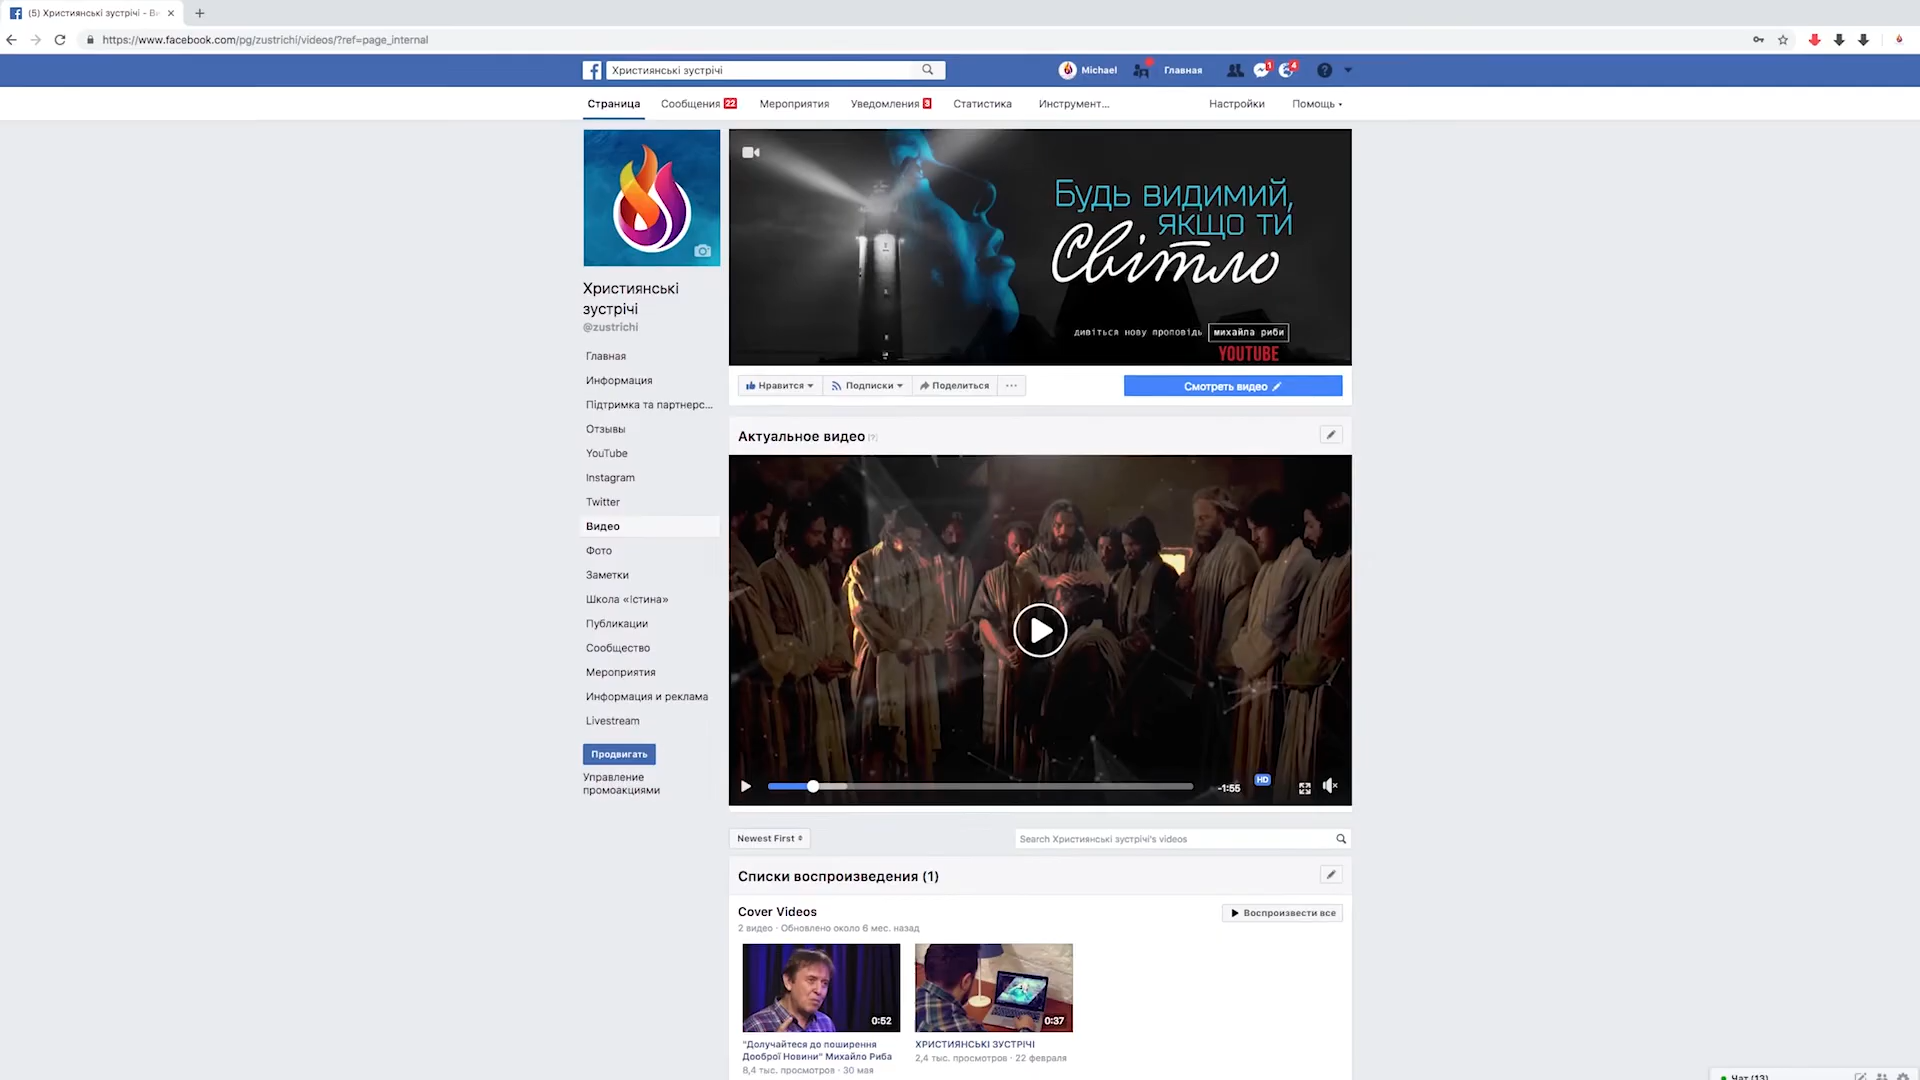 (5) Християнські зустрічі - Ви
https://www.facebook.com/pg/zustrichi/videos/?ref=page_internal
Християнські зустрічі
Michael
Главная
1
4
Страница
Сообщения 22
Мероприятия
Уведомления 3
Статистика
Инструмент...
Настройки
Помощь
Будь видимий,
якщо ти
Світло
дивіться нову проповідь михайла риби
YOUTUBE
Християнські
зустрічі
@zustrichi
Главная
Информация
Підтримка та партнерс...
Отзывы
YouTube
Instagram
Twitter
Видео
Фото
Заметки
Школа «Істина»
Публикации
Сообщество
Мероприятия
Информация и реклама
Livestream
Продвигать
Управление
промоакциями
Нравится
Подписки
Поделиться
...
Смотреть видео
Актуальное видео [?]
-1:55
HD
Newest First
Search Християнські зустрічі's videos
Списки воспроизведения (1)
Cover Videos
Воспроизвести все
2 видео · Обновлено около 6 мес. назад
0:52
0:37
"Долучайтеся до поширення
Дооброї Новини" Михайло Риба
8,4 тыс. просмотров · 30 мая
ХРИСТИЯНСЬКІ ЗУСТРІЧІ
2,4 тыс. просмотров · 22 февраля
Чат (13)